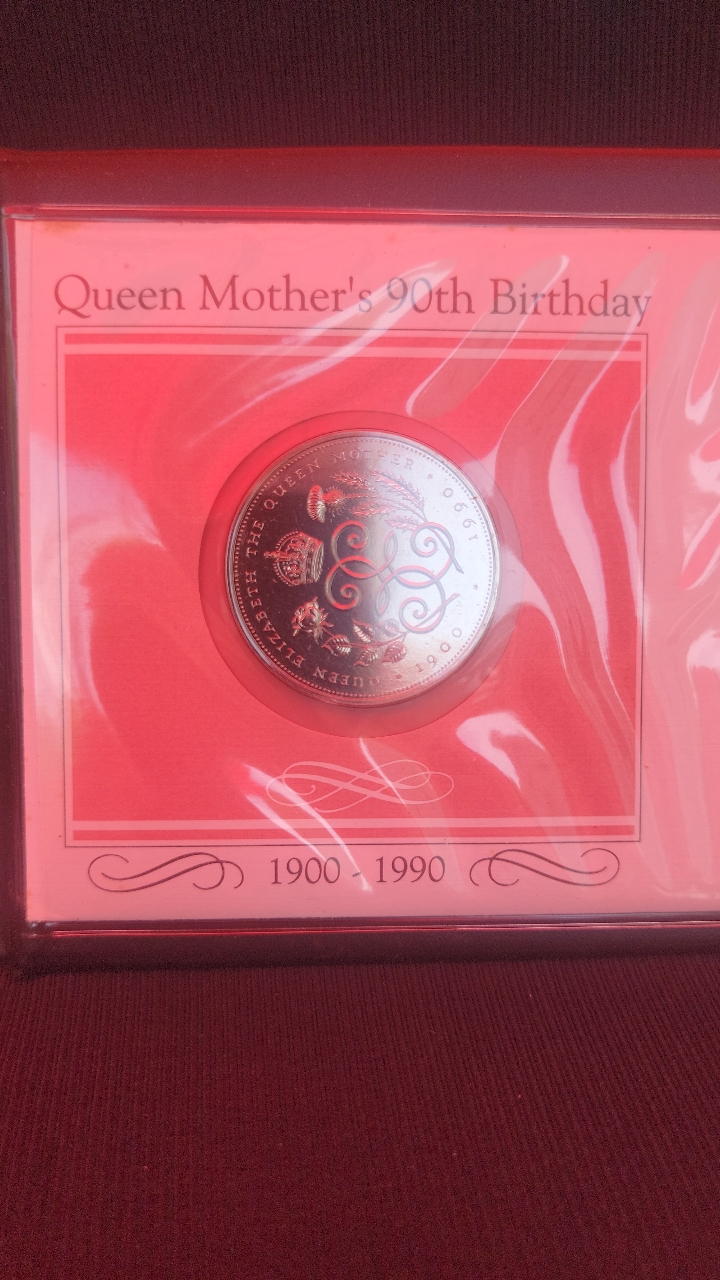 Queen Mother's 90th Birthday
QUEEN ELIZABETH THE QUEEN MOTHER • 1990
1900
1900 - 1990